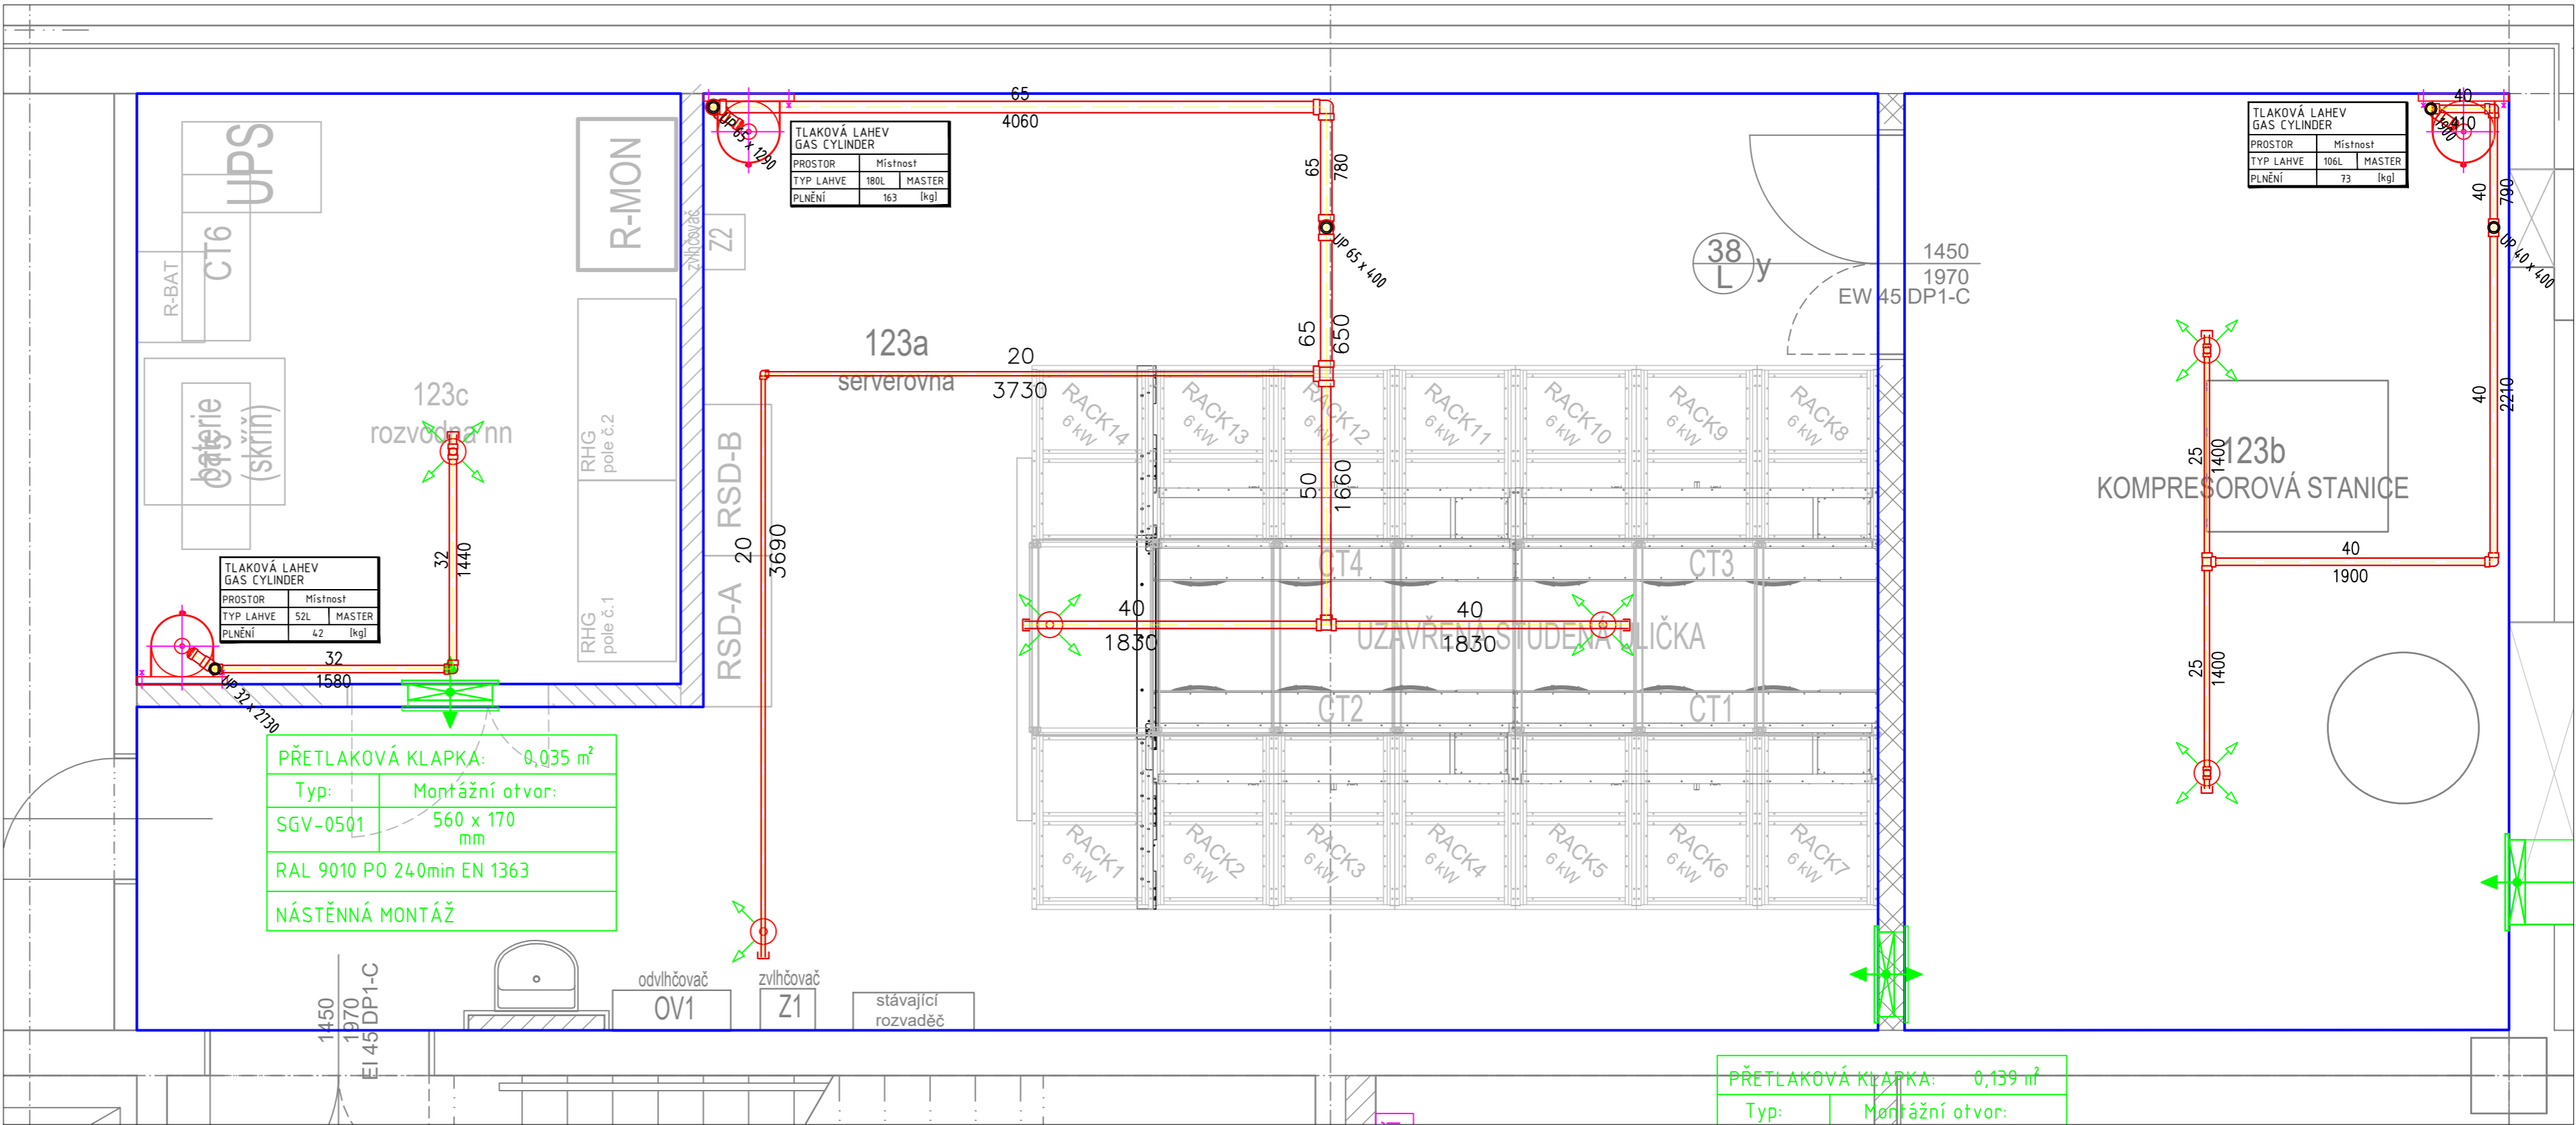 UPS
CT6
R-BAT
baterie
(skříň)
R-MON
123c
rozvodna nn
RHG
pole č.2
RHG
pole č.1
32
1440
TLAKOVÁ LAHEV
GAS CYLINDER
PROSTOR Místnost
TYP LAHVE 52L MASTER
PLNĚNÍ 42 [kg]
32
1580
UP 32 x 2730
PŘETLAKOVÁ KLAPKA: 0,035 m²
Typ: Montážní otvor:
SGV-0501 560 x 170
mm
RAL 9010 PO 240min EN 1363
NÁSTĚNNÁ MONTÁŽ
1450
1970
EI 45 DP1-C
UP 65 x 1290
TLAKOVÁ LAHEV
GAS CYLINDER
PROSTOR Místnost
TYP LAHVE 180L MASTER
PLNĚNÍ 163 [kg]
65
4060
65
780
UP 65 x 400
zvlhčovač
Z2
123a
serverovna
20
3730
65
650
RSD-B
RSD-A
20
3690
50
1660
RACK14
6 kW
RACK13
6 kW
RACK12
6 kW
RACK11
6 kW
RACK10
6 kW
RACK9
6 kW
RACK8
6 kW
CT4
CT3
40
1830
40
1830
UZAVŘENÁ STUDENÁ ULIČKA
CT2
CT1
RACK1
6 kW
RACK2
6 kW
RACK3
6 kW
RACK4
6 kW
RACK5
6 kW
RACK6
6 kW
RACK7
6 kW
odvlhčovač
OV1
zvlhčovač
Z1
stávající
rozvaděč
38
L
y
1450
1970
EW 45 DP1-C
TLAKOVÁ LAHEV
GAS CYLINDER
PROSTOR Místnost
TYP LAHVE 106L MASTER
PLNĚNÍ 73 [kg]
40
410
40
790
UP 40 x 400
40
2210
123b
KOMPRESOROVÁ STANICE
25
1400
40
1900
25
1400
PŘETLAKOVÁ KLAPKA: 0,139 m²
Typ: Montážní otvor: